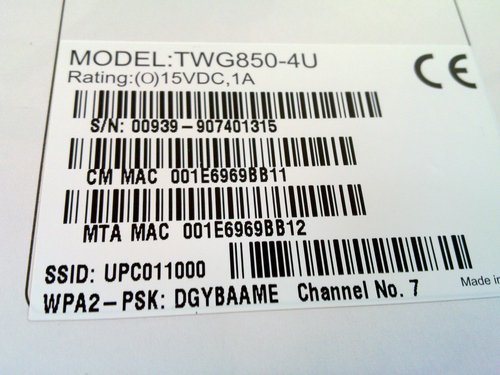 MODEL:TWG850-4U
Rating:(O)15VDC,1A
CE
S/N: 00939-907401315
CM MAC 001E6969BB11
MTA MAC 001E6969BB12
SSID: UPC011000
WPA2-PSK: DGYBAAME Channel No. 7
Made in